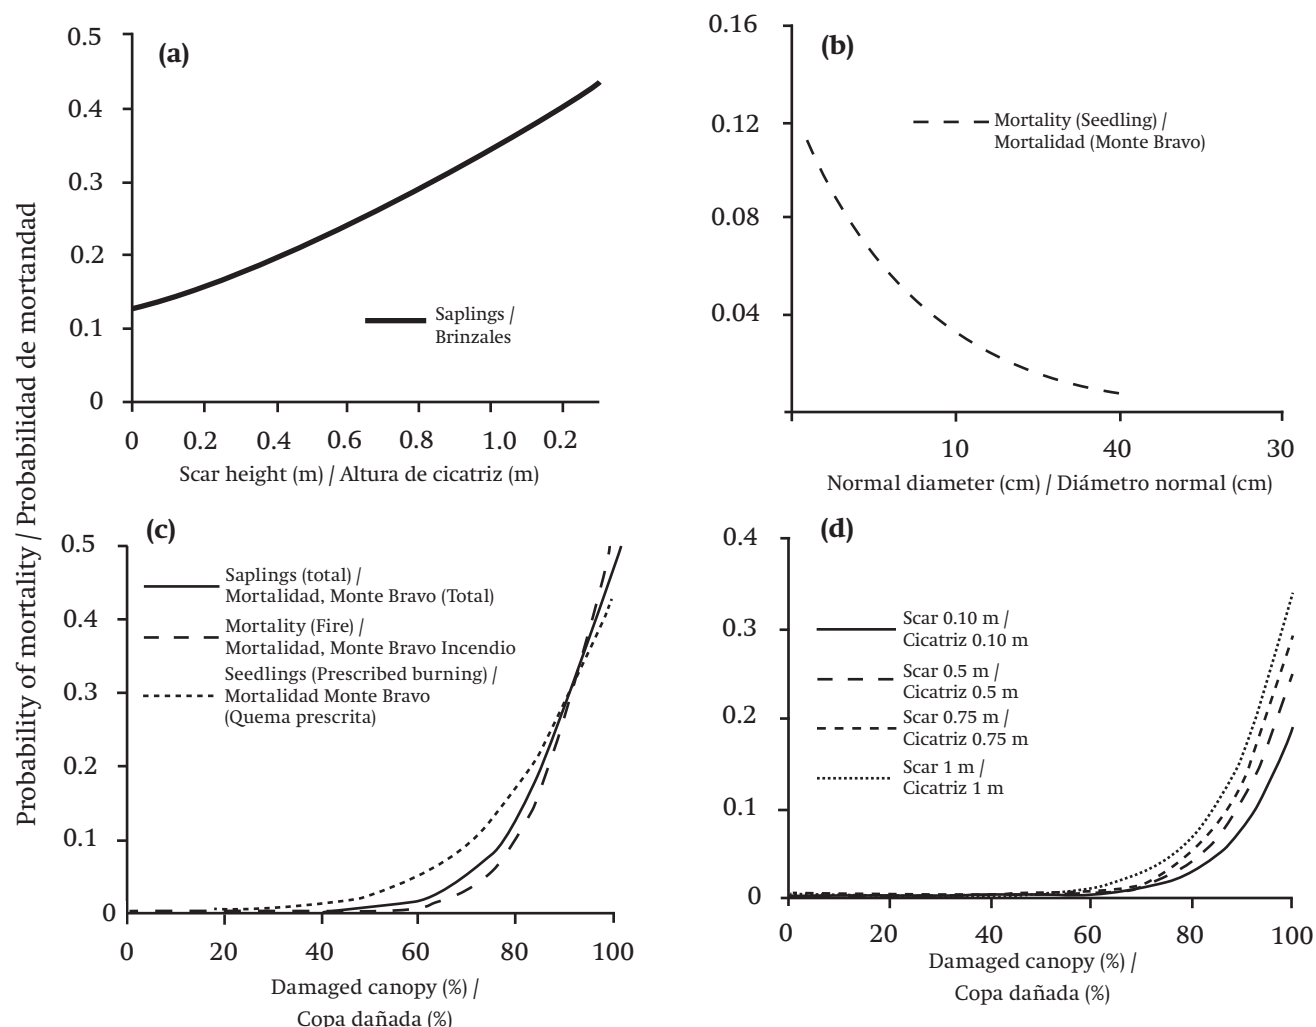 Probability of mortality / Probabilidad de mortandad
(a)
0.5
0.4
0.3
0.2
0.1
0
Saplings /
Brinzales
0 0.2 0.4 0.6 0.8 1.0 0.2
Scar height (m) / Altura de cicatriz (m)
(b)
0.16
0.12
0.08
0.04
Mortality (Seedling) /
Mortalidad (Monte Bravo)
10 40 30
Normal diameter (cm) / Diámetro normal (cm)
(c)
0.5
0.4
0.3
0.2
0.1
0
Saplings (total) /
Mortalidad, Monte Bravo (Total)
Mortality (Fire) /
Mortalidad, Monte Bravo Incendio
Seedlings (Prescribed burning) /
Mortalidad Monte Bravo
(Quema prescrita)
0 20 40 60 80 100
Damaged canopy (%) /
Copa dañada (%)
(d)
0.4
0.3
0.2
0.1
0
Scar 0.10 m /
Cicatriz 0.10 m
Scar 0.5 m /
Cicatriz 0.5 m
Scar 0.75 m /
Cicatriz 0.75 m
Scar 1 m /
Cicatriz 1 m
0 20 40 60 80 100
Damaged canopy (%) /
Copa dañada (%)